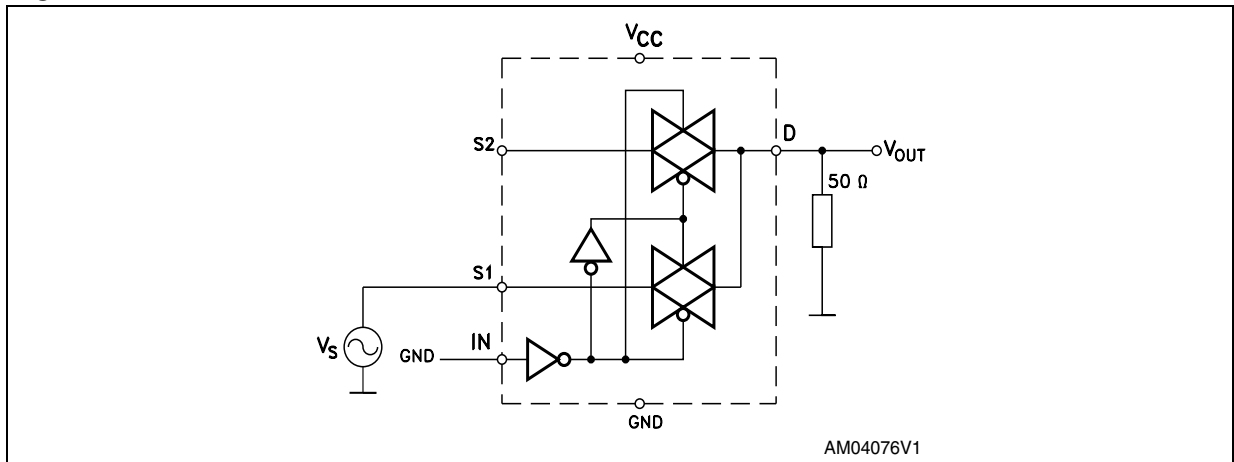 VCC
S2
D
VOUT
50 Ω
S1
IN
VS
GND
GND
AM04076V1